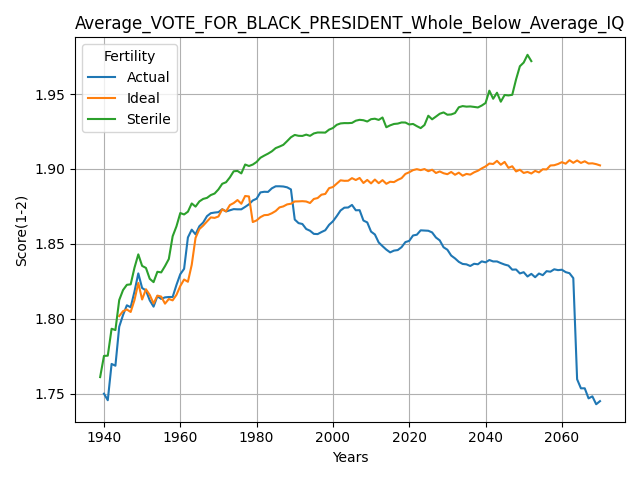 Average_VOTE_FOR_BLACK_PRESIDENT_Whole_Below_Average_IQ
Fertility
Actual
Ideal
Sterile
Score(1-2)
1.95
1.90
1.85
1.80
1.75
1940 1960 1980 2000 2020 2040 2060
Years